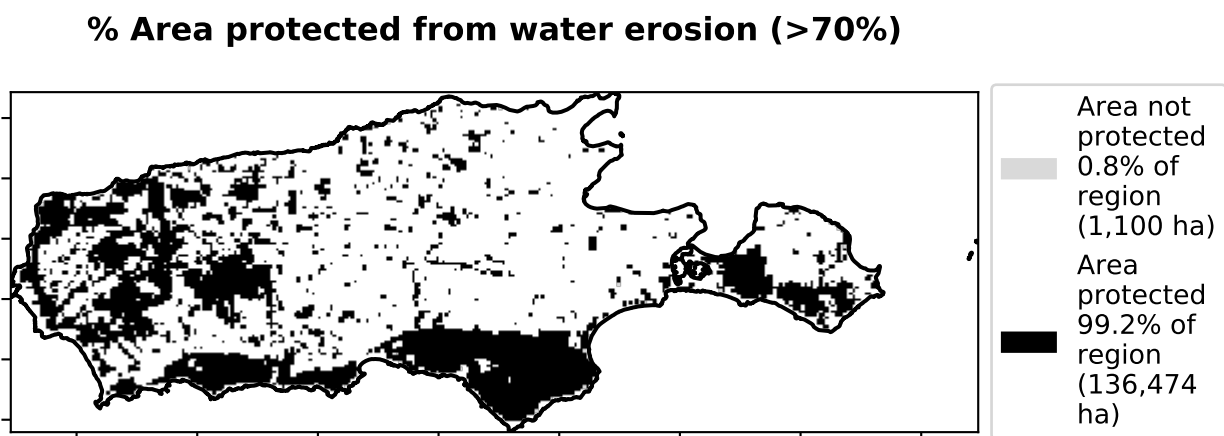 % Area protected from water erosion (>70%)
Area not
protected
0.8% of
region
(1,100 ha)
Area
protected
99.2% of
region
(136,474
ha)